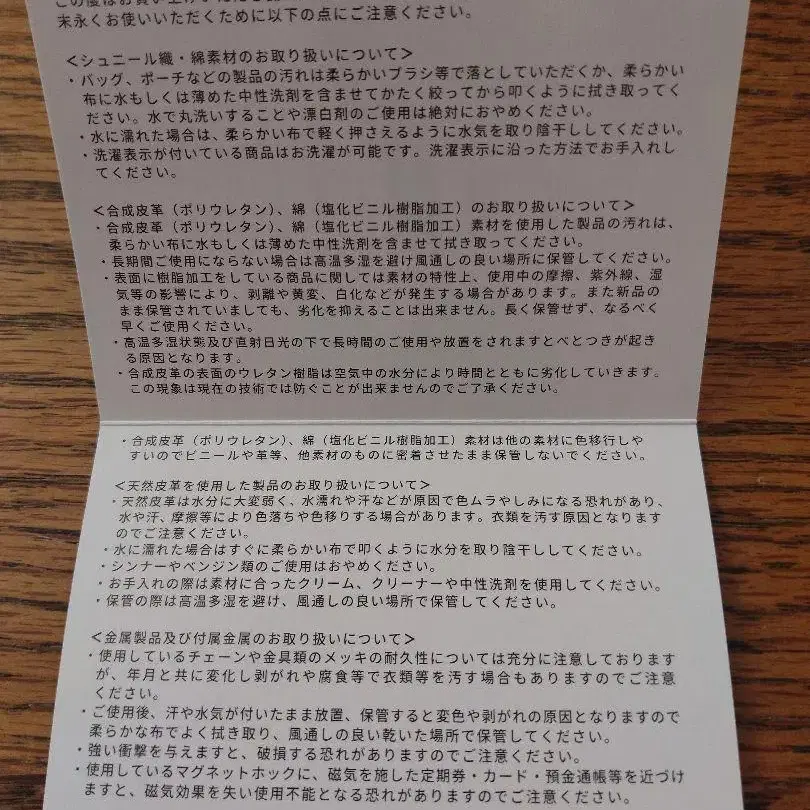 末永くお使いいただくために以下の点にご注意ください。
＜シュニール織・綿素材のお取り扱いについて＞
・バッグ、ポーチなどの製品の汚れは柔らかいブラシ等で落としていただくか、柔らかい
布に水もしくは薄めた中性洗剤を含ませてかたく絞ってから叩くように拭き取ってく
ださい。水で丸洗いすることや漂白剤のご使用は絶対におやめください。
・水に濡れた場合は、柔らかい布で軽く押さえるように水気を取り陰干ししてください。
・洗濯表示が付いている商品はお洗濯が可能です。洗濯表示に沿った方法でお手入れし
てください。
＜合成皮革（ポリウレタン）、綿（塩化ビニル樹脂加工）のお取り扱いについて＞
・合成皮革（ポリウレタン）、綿（塩化ビニル樹脂加工）素材を使用した製品の汚れは、
柔らかい布に水もしくは薄めた中性洗剤を含ませて拭き取ってください。
・長期間ご使用にならない場合は高温多湿を避け風通しの良い場所に保管してください。
・表面に樹脂加工をしている商品に関しては素材の特性上、使用中の摩擦、紫外線、湿
気等の影響により、剥離や黄変、白化などが発生する場合があります。また新品の
まま保管されていましても、劣化を抑えることは出来ません。長く保管せず、なるべく
早くご使用ください。
・高温多湿状態及び直射日光の下で長時間のご使用や放置をされますとべとつきが起き
る原因となります。
・合成皮革の表面のウレタン樹脂は空気中の水分により時間とともに劣化していきます。
この現象は現在の技術では防ぐことが出来ませんのでご了承ください。
・合成皮革（ポリウレタン）、綿（塩化ビニル樹脂加工）素材は他の素材に色移行しや
すいのでビニールや革等、他素材のものに密着させたまま保管しないでください。
＜天然皮革を使用した製品のお取り扱いについて＞
・天然皮革は水分に大変弱く、水濡れや汗などが原因で色ムラやしみになる恐れがあり、
水や汗、摩擦等により色落ちや色移りする場合があります。衣類を汚す原因となります
のでご注意ください。
・水に濡れた場合はすぐに柔らかい布で叩くように水分を取り陰干ししてください。
・シンナーやベンジン類のご使用はおやめください。
・お手入れの際は素材に合ったクリーム、クリーナーや中性洗剤を使用してください。
・保管の際は高温多湿を避け、風通しの良い場所で保管してください。
＜金属製品及び付属金属のお取り扱いについて＞
・使用しているチェーンや金具類のメッキの耐久性については充分に注意しております
が、年月と共に変化し剥がれや腐食等で衣類等を汚す場合もありますのでご注意
ください。
・ご使用後、汗や水気が付いたまま放置、保管すると変色や剥がれの原因となりますので
柔らかな布でよく拭き取り、風通しの良い乾いた場所で保管してください。
・強い衝撃を与えますと、破損する恐れがありますのでご注意ください。
・使用しているマグネットホックに、磁気を施した定期券・カード・預金通帳等を近づけ
ますと、磁気効果を失い使用不能となる恐れがありますのでご注意ください。